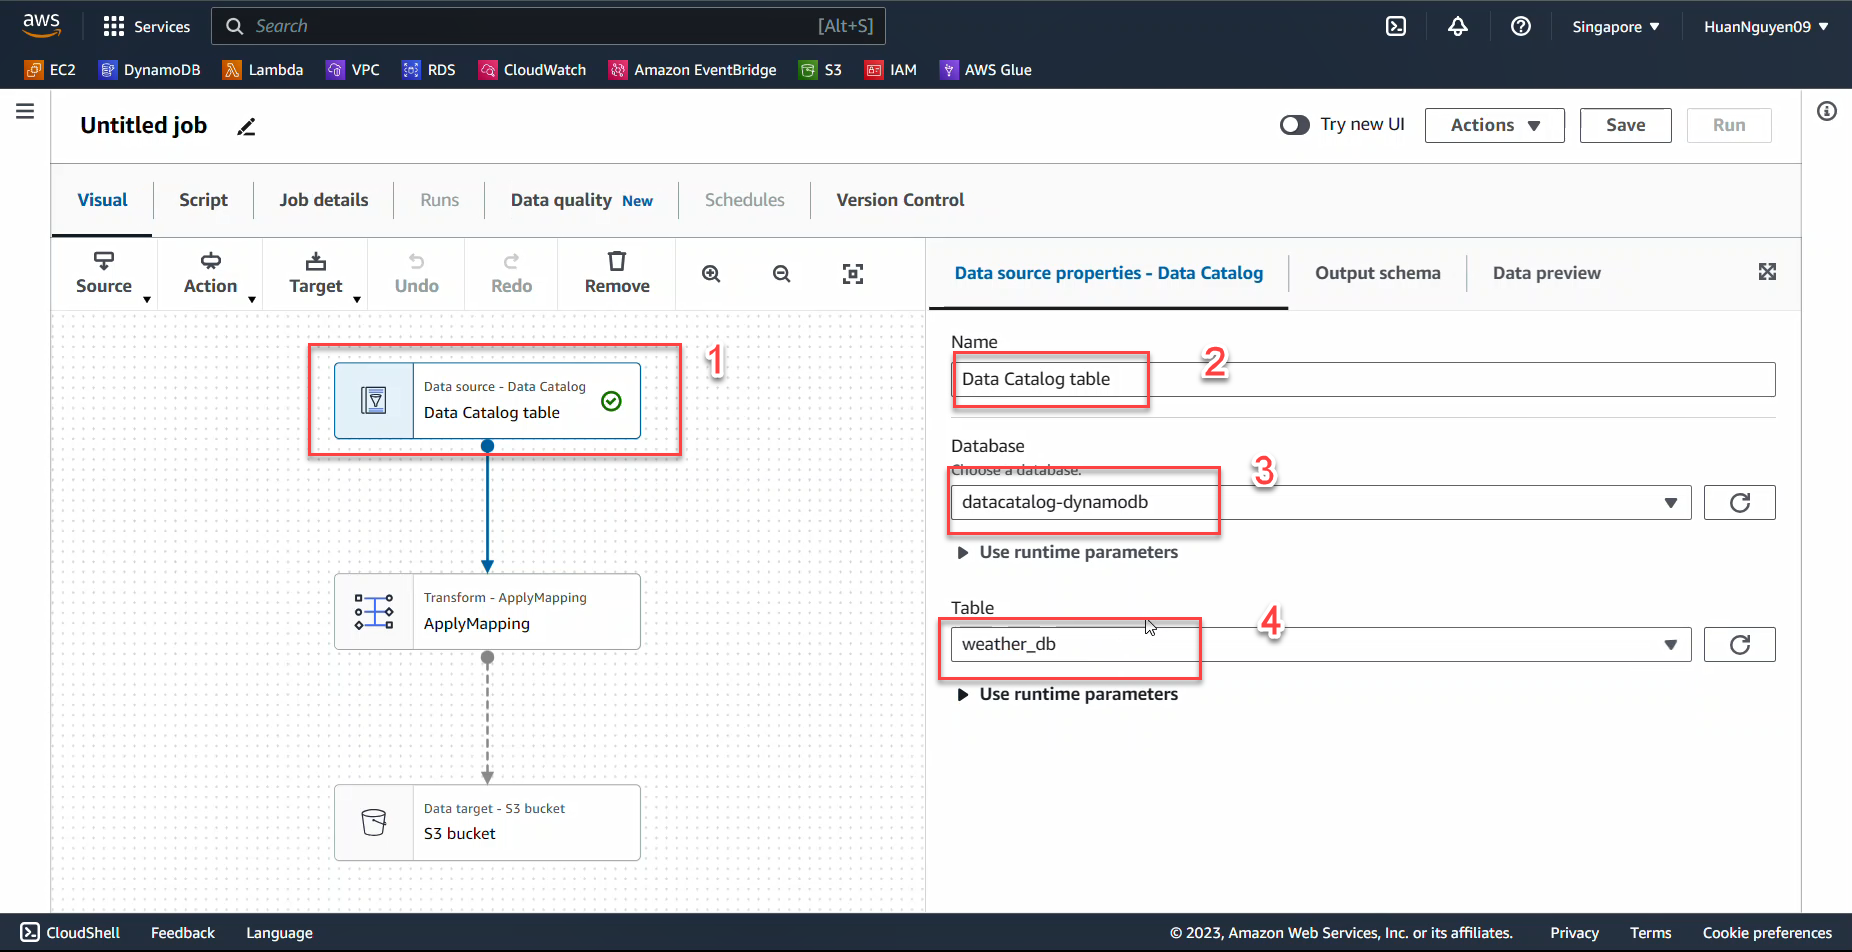 aws Services Search [Alt+S] Singapore HuanNguyen09
EC2 DynamoDB Lambda VPC RDS CloudWatch Amazon EventBridge S3 IAM AWS Glue
Untitled job Try new UI Actions Save Run
Visual Script Job details Runs Data quality New Schedules Version Control
Source Action Target Undo Redo Remove
Data source properties - Data Catalog Output schema Data preview
Data source - Data Catalog
Data Catalog table
1
Transform - ApplyMapping
ApplyMapping
Data target - S3 bucket
S3 bucket
Name
Data Catalog table
2
Database
Choose a database.
3
datacatalog-dynamodb
Use runtime parameters
Table
4
weather_db
Use runtime parameters
CloudShell Feedback Language © 2023, Amazon Web Services, Inc. or its affiliates. Privacy Terms Cookie preferences